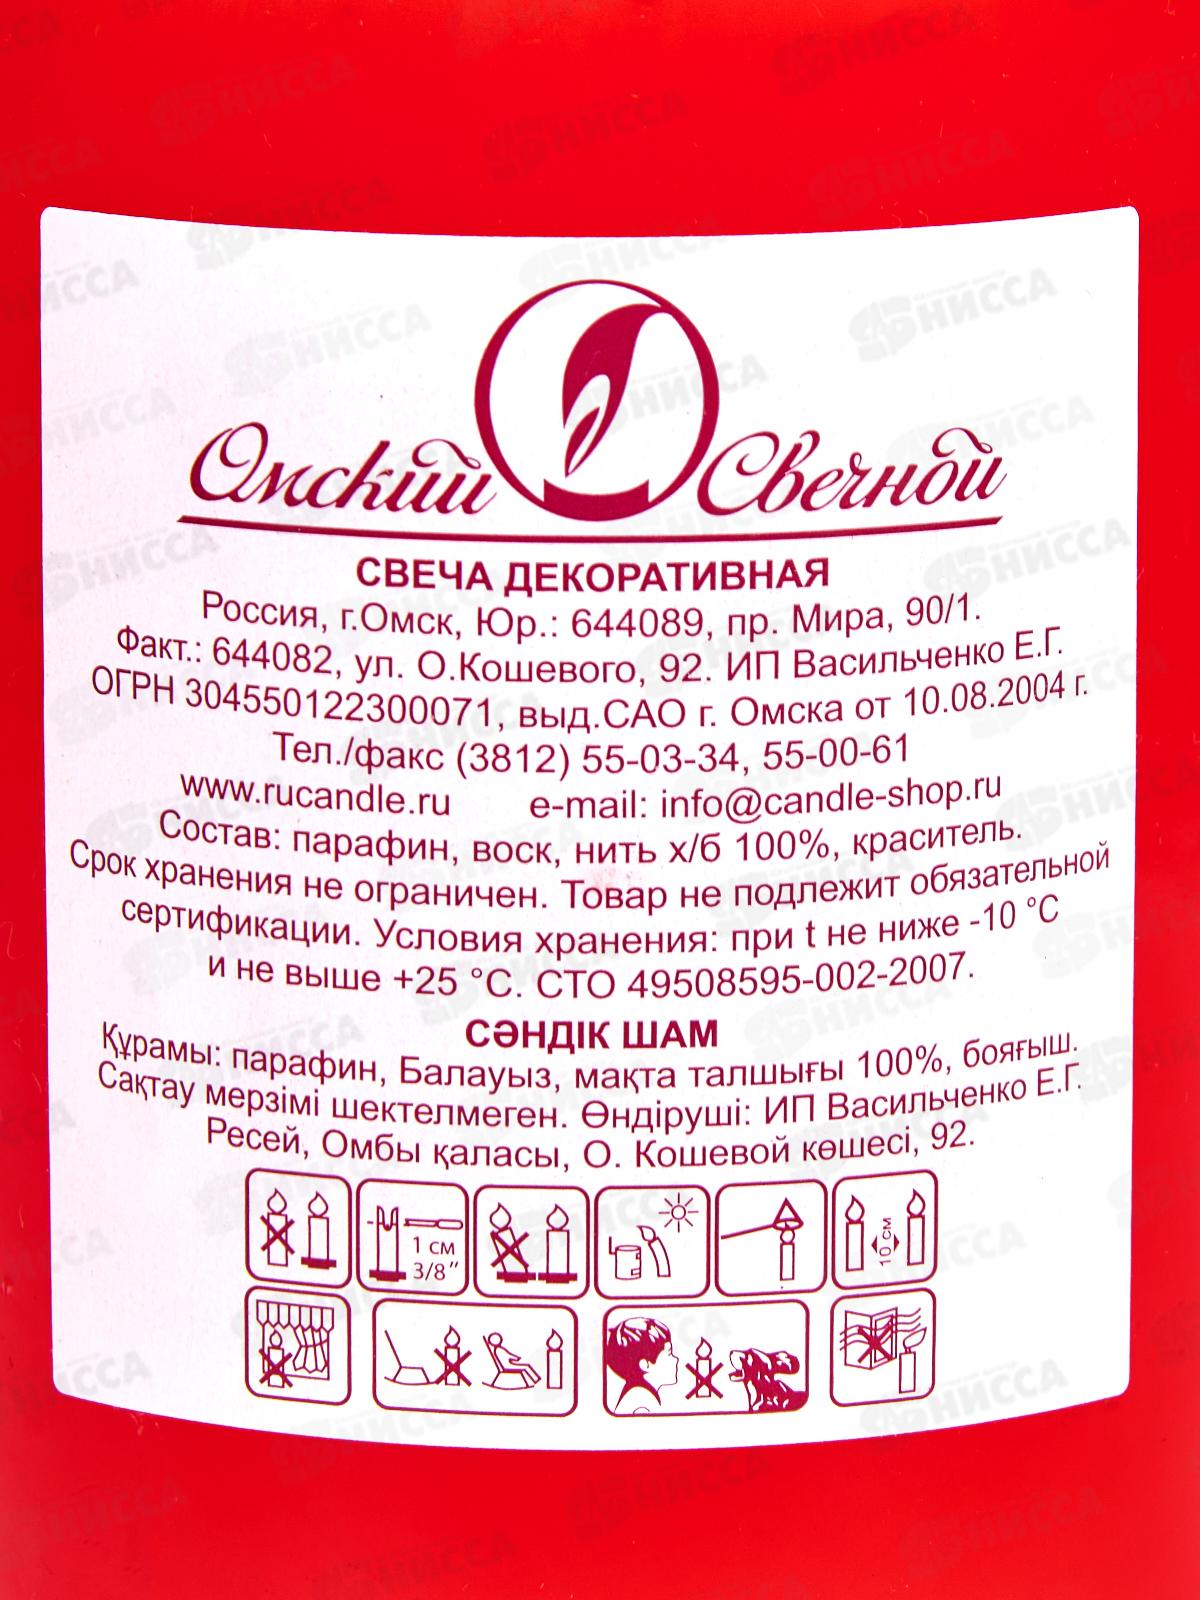 Омский Свечной
СВЕЧА ДЕКОРАТИВНАЯ
Россия, г.Омск, Юр.: 644089, пр. Мира, 90/1.
Факт.: 644082, ул. О.Кошевого, 92. ИП Васильченко Е.Г.
ОГРН 304550122300071, выд.САО г. Омска от 10.08.2004 г.
Тел./факс (3812) 55-03-34, 55-00-61
www.rucandle.ru e-mail: info@candle-shop.ru
Состав: парафин, воск, нить х/б 100%, краситель.
Срок хранения не ограничен. Товар не подлежит обязательной
сертификации. Условия хранения: при t не ниже -10 °C
и не выше +25 °C. СТО 49508595-002-2007.
СӘНДІК ШАМ
Құрамы: парафин, Балауыз, мақта талшығы 100%, бояғыш.
Сақтау мерзімі шектелмеген. Өндіруші: ИП Васильченко Е.Г.
Ресей, Омбы қаласы, О. Кошевой көшесі, 92.
1 см
3/8"
10 см
НИССА